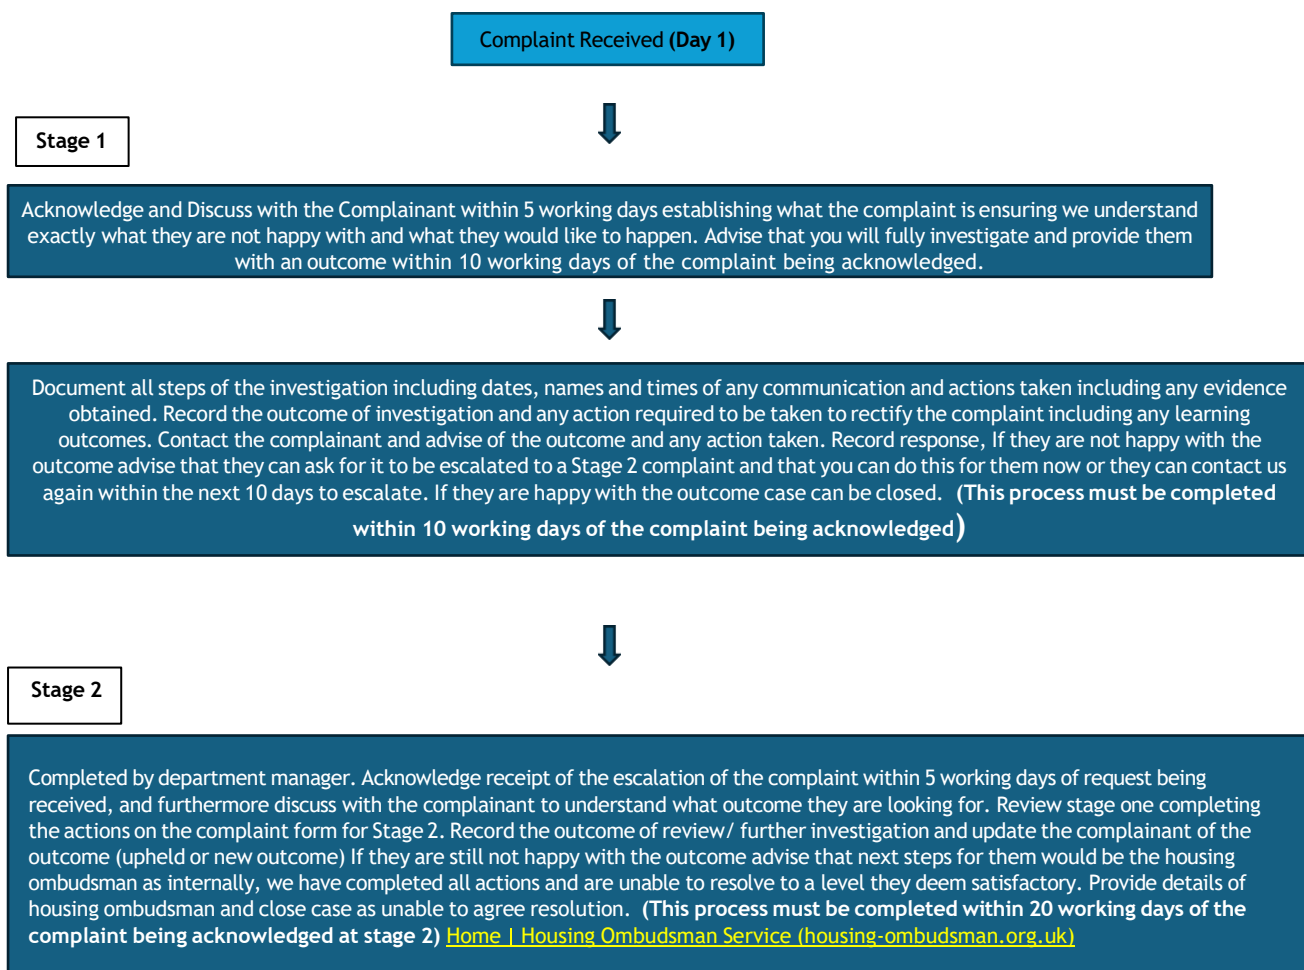 Complaint Received (Day 1)
Stage 1
Acknowledge and Discuss with the Complainant within 5 working days establishing what the complaint is ensuring we understand
exactly what they are not happy with and what they would like to happen. Advise that you will fully investigate and provide them
with an outcome within 10 working days of the complaint being acknowledged.
Document all steps of the investigation including dates, names and times of any communication and actions taken including any evidence
obtained. Record the outcome of investigation and any action required to be taken to rectify the complaint including any learning
outcomes. Contact the complainant and advise of the outcome and any action taken. Record response, If they are not happy with the
outcome advise that they can ask for it to be escalated to a Stage 2 complaint and that you can do this for them now or they can contact us
again within the next 10 days to escalate. If they are happy with the outcome case can be closed. (This process must be completed
within 10 working days of the complaint being acknowledged)
Stage 2
Completed by department manager. Acknowledge receipt of the escalation of the complaint within 5 working days of request being
received, and furthermore discuss with the complainant to understand what outcome they are looking for. Review stage one completing
the actions on the complaint form for Stage 2. Record the outcome of review/ further investigation and update the complainant of the
outcome (upheld or new outcome) If they are still not happy with the outcome advise that next steps for them would be the housing
ombudsman as internally, we have completed all actions and are unable to resolve to a level they deem satisfactory. Provide details of
housing ombudsman and close case as unable to agree resolution. (This process must be completed within 20 working days of the
complaint being acknowledged at stage 2) Home | Housing Ombudsman Service (housing-ombudsman.org.uk)